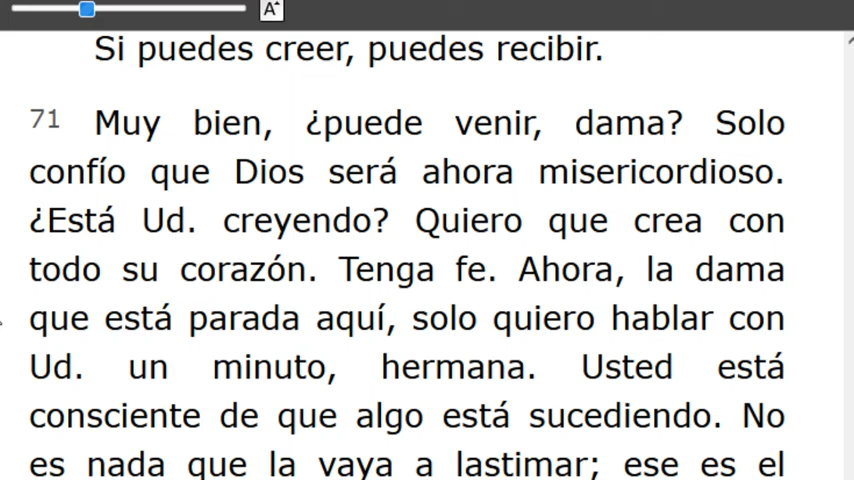 A
Si puedes creer, puedes recibir.
71 Muy bien, ¿puede venir, dama? Solo
confío que Dios será ahora misericordioso.
¿Está Ud. creyendo? Quiero que crea con
todo su corazón. Tenga fe. Ahora, la dama
que está parada aquí, solo quiero hablar con
Ud. un minuto, hermana. Usted está
consciente de que algo está sucediendo. No
es nada que la vaya a lastimar; ese es el